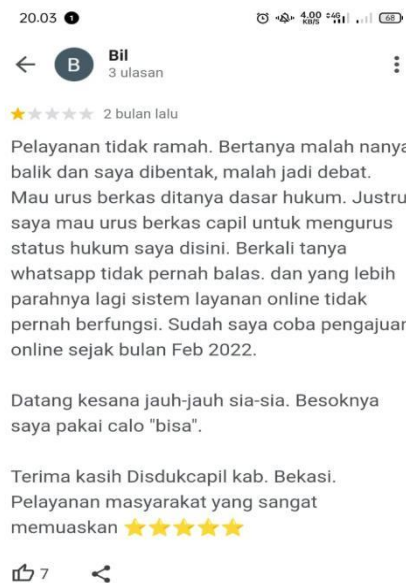 20.03 1 4.00 KB/S 4G 68
B Bil
3 ulasan
2 bulan lalu
Pelayanan tidak ramah. Bertanya malah nanya
balik dan saya dibentak, malah jadi debat.
Mau urus berkas ditanya dasar hukum. Justru
saya mau urus berkas capil untuk mengurus
status hukum saya disini. Berkali tanya
whatsapp tidak pernah balas. dan yang lebih
parahnya lagi sistem layanan online tidak
pernah berfungsi. Sudah saya coba pengajuan
online sejak bulan Feb 2022.
Datang kesana jauh-jauh sia-sia. Besoknya
saya pakai calo "bisa".
Terima kasih Disdukcapil kab. Bekasi.
Pelayanan masyarakat yang sangat
memuaskan ⭐⭐⭐⭐⭐
7